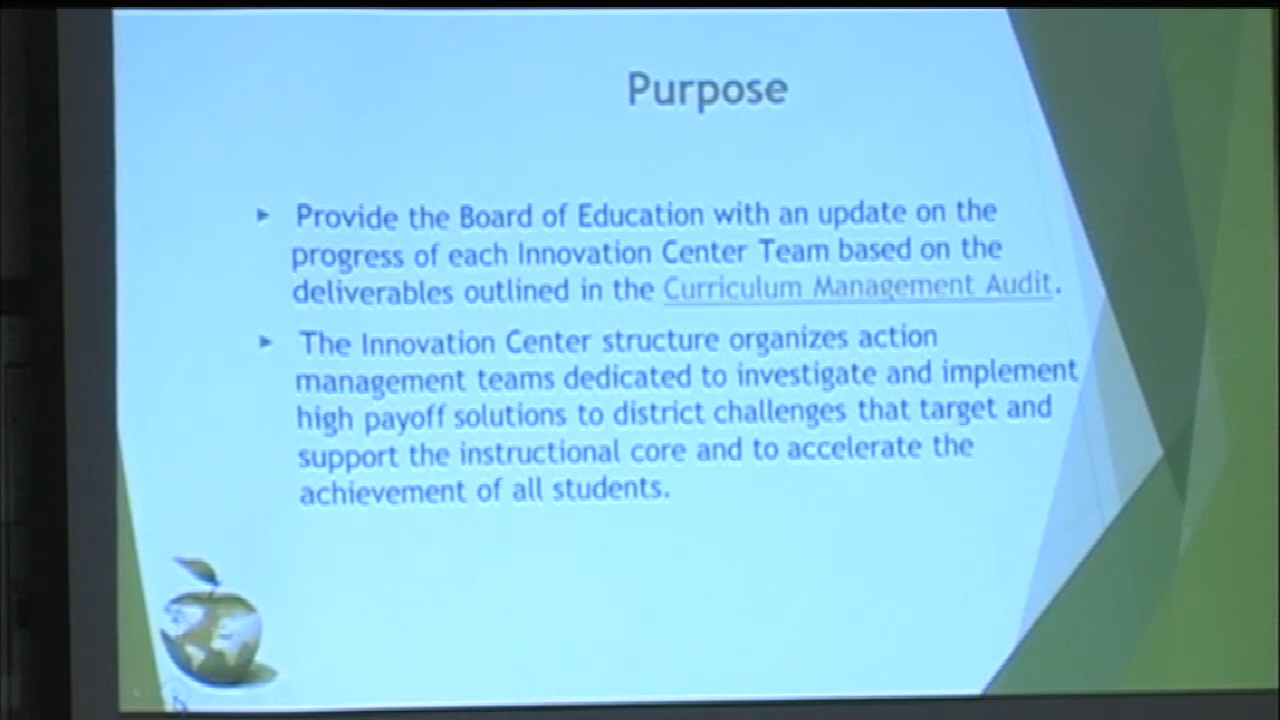 Purpose
Provide the Board of Education with an update on the
progress of each Innovation Center Team based on the
deliverables outlined in the Curriculum Management Audit.
The Innovation Center structure organizes action
management teams dedicated to investigate and implement
high payoff solutions to district challenges that target and
support the instructional core and to accelerate the
achievement of all students.